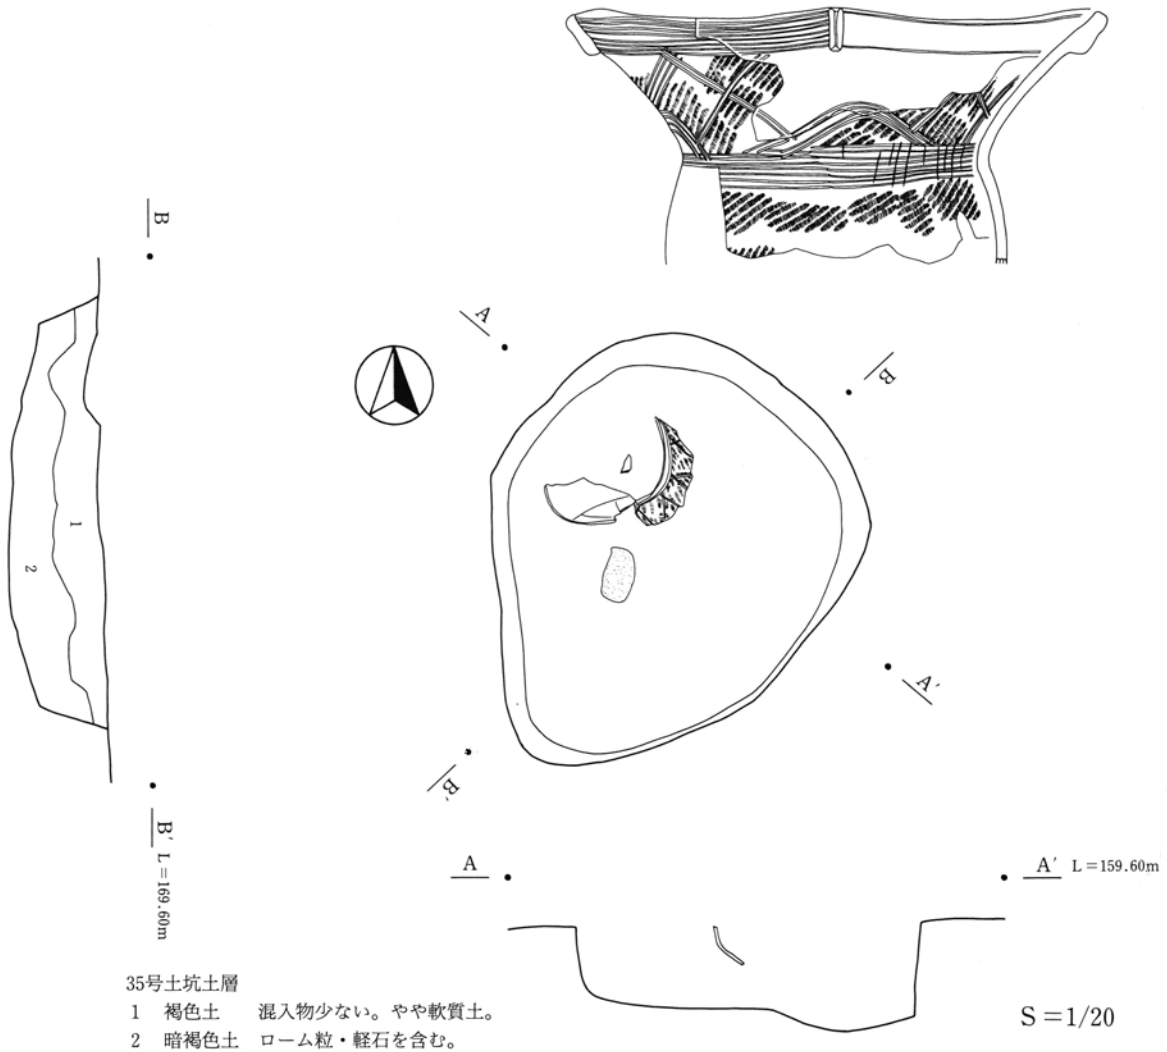 B
A
B
1
2
A′
B′
B′ L=169.60m
A
A′ L=159.60m
35号土坑土層
1 褐色土 混入物少ない。やや軟質土。
2 暗褐色土 ローム粒・軽石を含む。
S=1/20